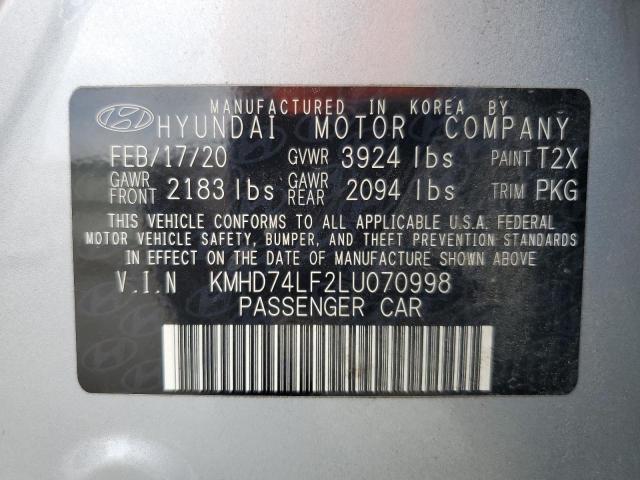 MANUFACTURED IN KOREA BY
HYUNDAI MOTOR COMPANY
FEB/17/20 GVWR 3924 lbs PAINT T2X
GAWR FRONT 2183 lbs GAWR REAR 2094 lbs TRIM PKG
THIS VEHICLE CONFORMS TO ALL APPLICABLE U.S.A. FEDERAL
MOTOR VEHICLE SAFETY, BUMPER, AND THEFT PREVENTION STANDARDS
IN EFFECT ON THE DATE OF MANUFACTURE SHOWN ABOVE.
V.I.N KMHD74LF2LU070998
PASSENGER CAR